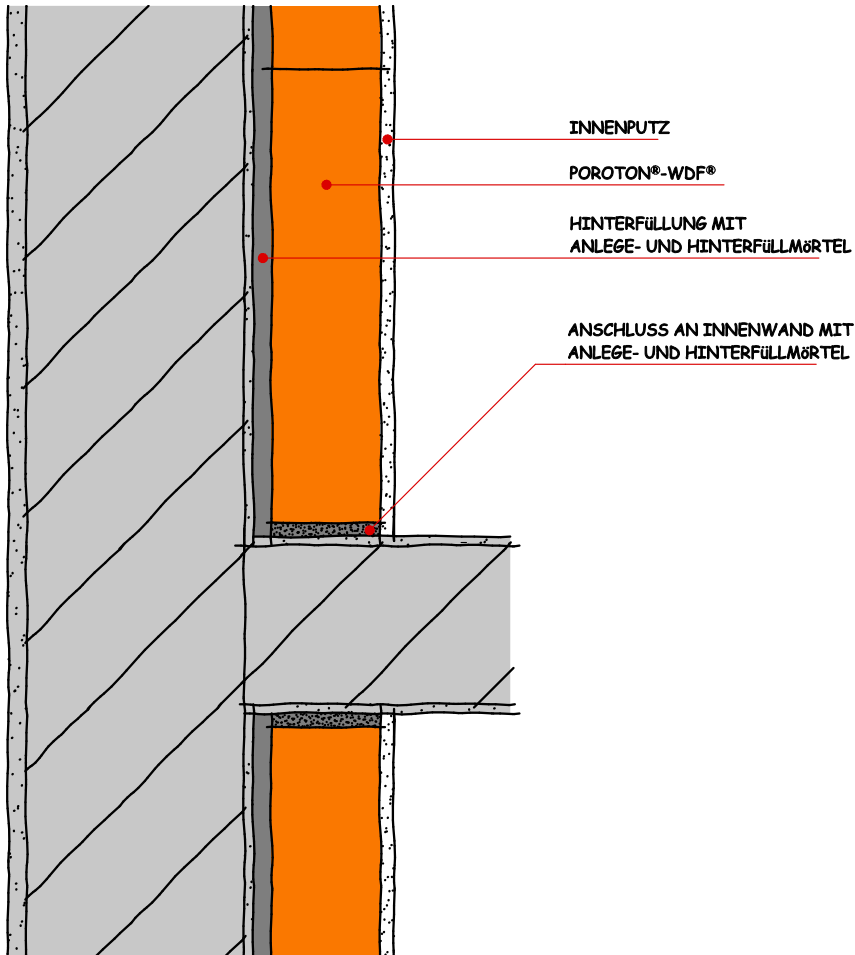 INNENPUTZ
POROTON®-WDF®
HINTERFÜLLUNG MIT
ANLEGE- UND HINTERFÜLLMÖRTEL
ANSCHLUSS AN INNENWAND MIT
ANLEGE- UND HINTERFÜLLMÖRTEL